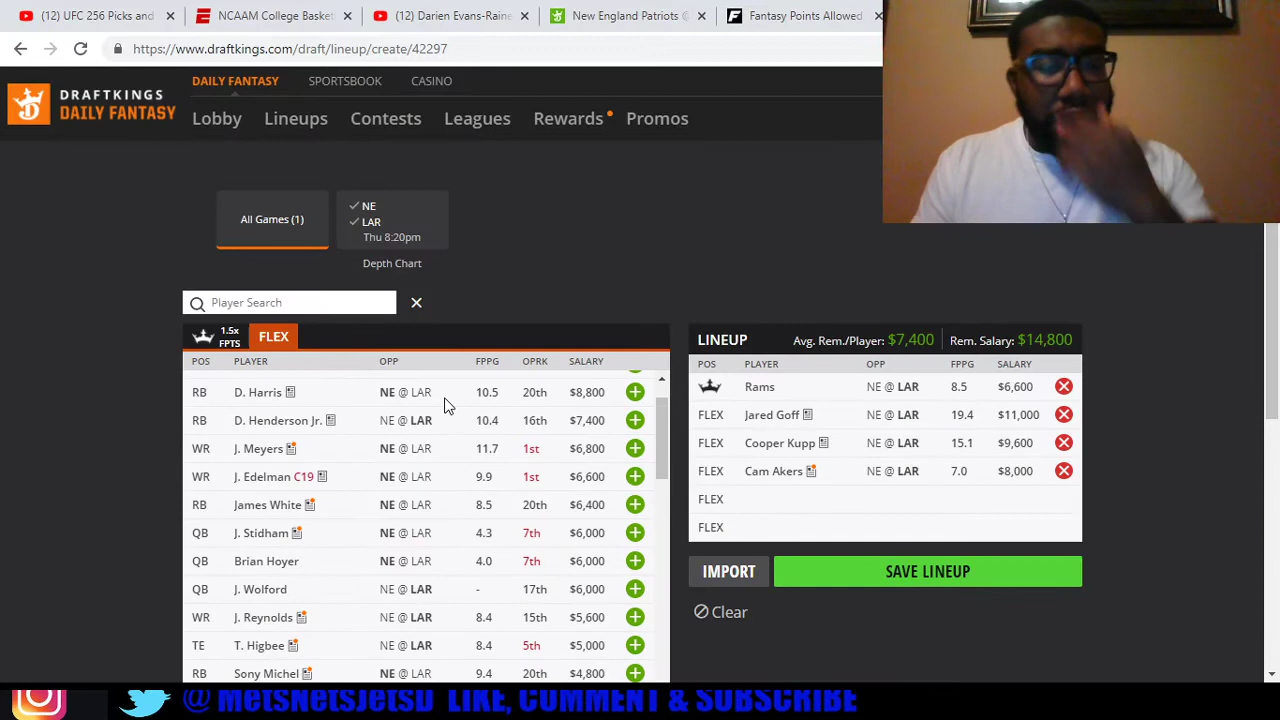 (12) UFC 256 Picks and
NCAAM College Basket
(12) Darien Evans-Raine
New England Patriots @
Fantasy Points Allowed
https://www.draftkings.com/draft/lineup/create/42297
DRAFTKINGS
DAILY FANTASY
DAILY FANTASY SPORTSBOOK CASINO
Lobby Lineups Contests Leagues Rewards Promos
All Games (1)
NE
LAR
Thu 8:20pm
Depth Chart
Player Search
1.5x
FPTS
FLEX
POS PLAYER OPP FPPG OPRK SALARY
RB D. Harris NE @ LAR 10.5 20th $8,800
RB D. Henderson Jr. NE @ LAR 10.4 16th $7,400
WR J. Meyers NE @ LAR 11.7 1st $6,800
WR J. Edelman C19 NE @ LAR 9.9 1st $6,600
RB James White NE @ LAR 8.5 20th $6,400
QB J. Stidham NE @ LAR 4.3 7th $6,000
QB Brian Hoyer NE @ LAR 4.0 7th $6,000
QB J. Wolford NE @ LAR - 17th $6,000
WR J. Reynolds NE @ LAR 8.4 15th $5,600
TE T. Higbee NE @ LAR 8.4 5th $5,000
RB Sony Michel NE @ LAR 9.4 20th $4,800
LINEUP Avg. Rem./Player: $7,400 Rem. Salary: $14,800
POS PLAYER OPP FPPG SALARY
Rams NE @ LAR 8.5 $6,600
FLEX Jared Goff NE @ LAR 19.4 $11,000
FLEX Cooper Kupp NE @ LAR 15.1 $9,600
FLEX Cam Akers NE @ LAR 7.0 $8,000
FLEX
FLEX
IMPORT SAVE LINEUP
Clear
@ MetsNetsJetsD LIKE, COMMENT & SUBSCRIBE